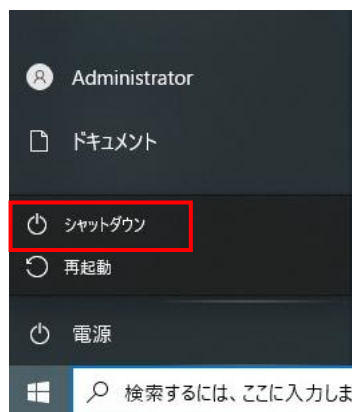 Administrator
ドキュメント
シャットダウン
再起動
電源
検索するには、ここに入力しま